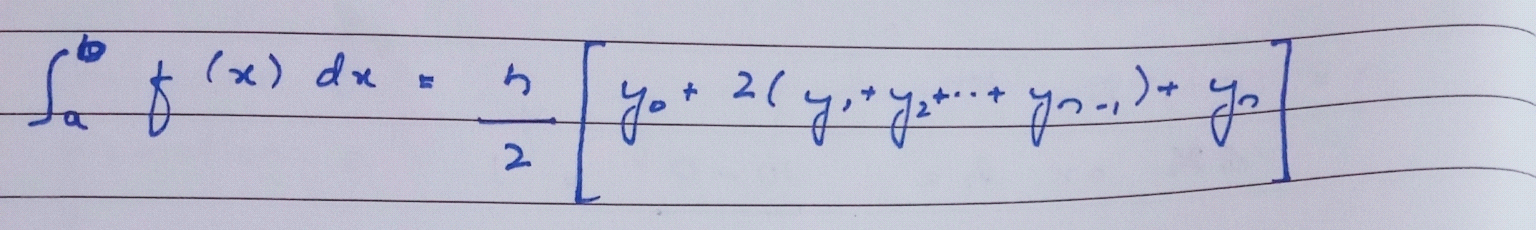 ∫_a^b f(x) dx = h/2 [y₀ + 2(y₁ + y₂ + ... + yₙ₋₁) + yₙ]